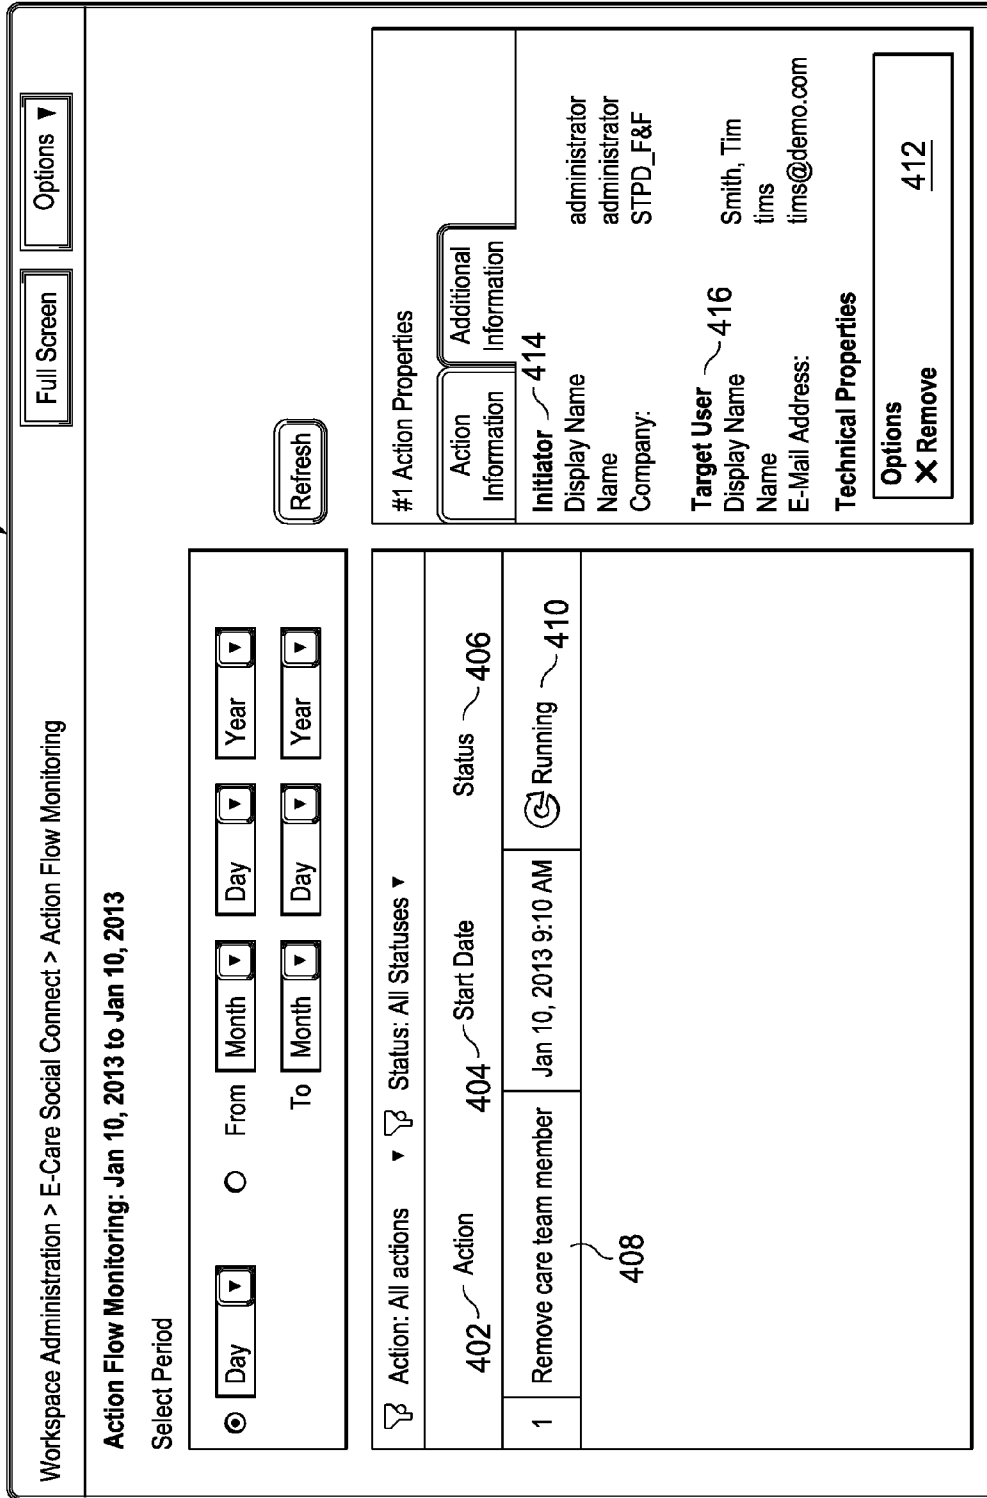 Workspace Administration > E-Care Social Connect > Action Flow Monitoring
Full Screen
Options ▼
Action Flow Monitoring: Jan 10, 2013 to Jan 10, 2013
Select Period
Day ▼
From Month ▼ Day ▼ Year ▼
To Month ▼ Day ▼ Year ▼
Refresh
Action: All actions ▼ Status: All Statuses ▼
402 Action 404 Start Date Status 406
1 Remove care team member Jan 10, 2013 9:10 AM Running 410
408
#1 Action Properties
Action Information
Additional Information
Initiator 414
Display Name administrator
Name administrator
Company: STPD_F&F
Target User 416
Display Name Smith, Tim
Name tims
E-Mail Address: tims@demo.com
Technical Properties
Options
X Remove 412